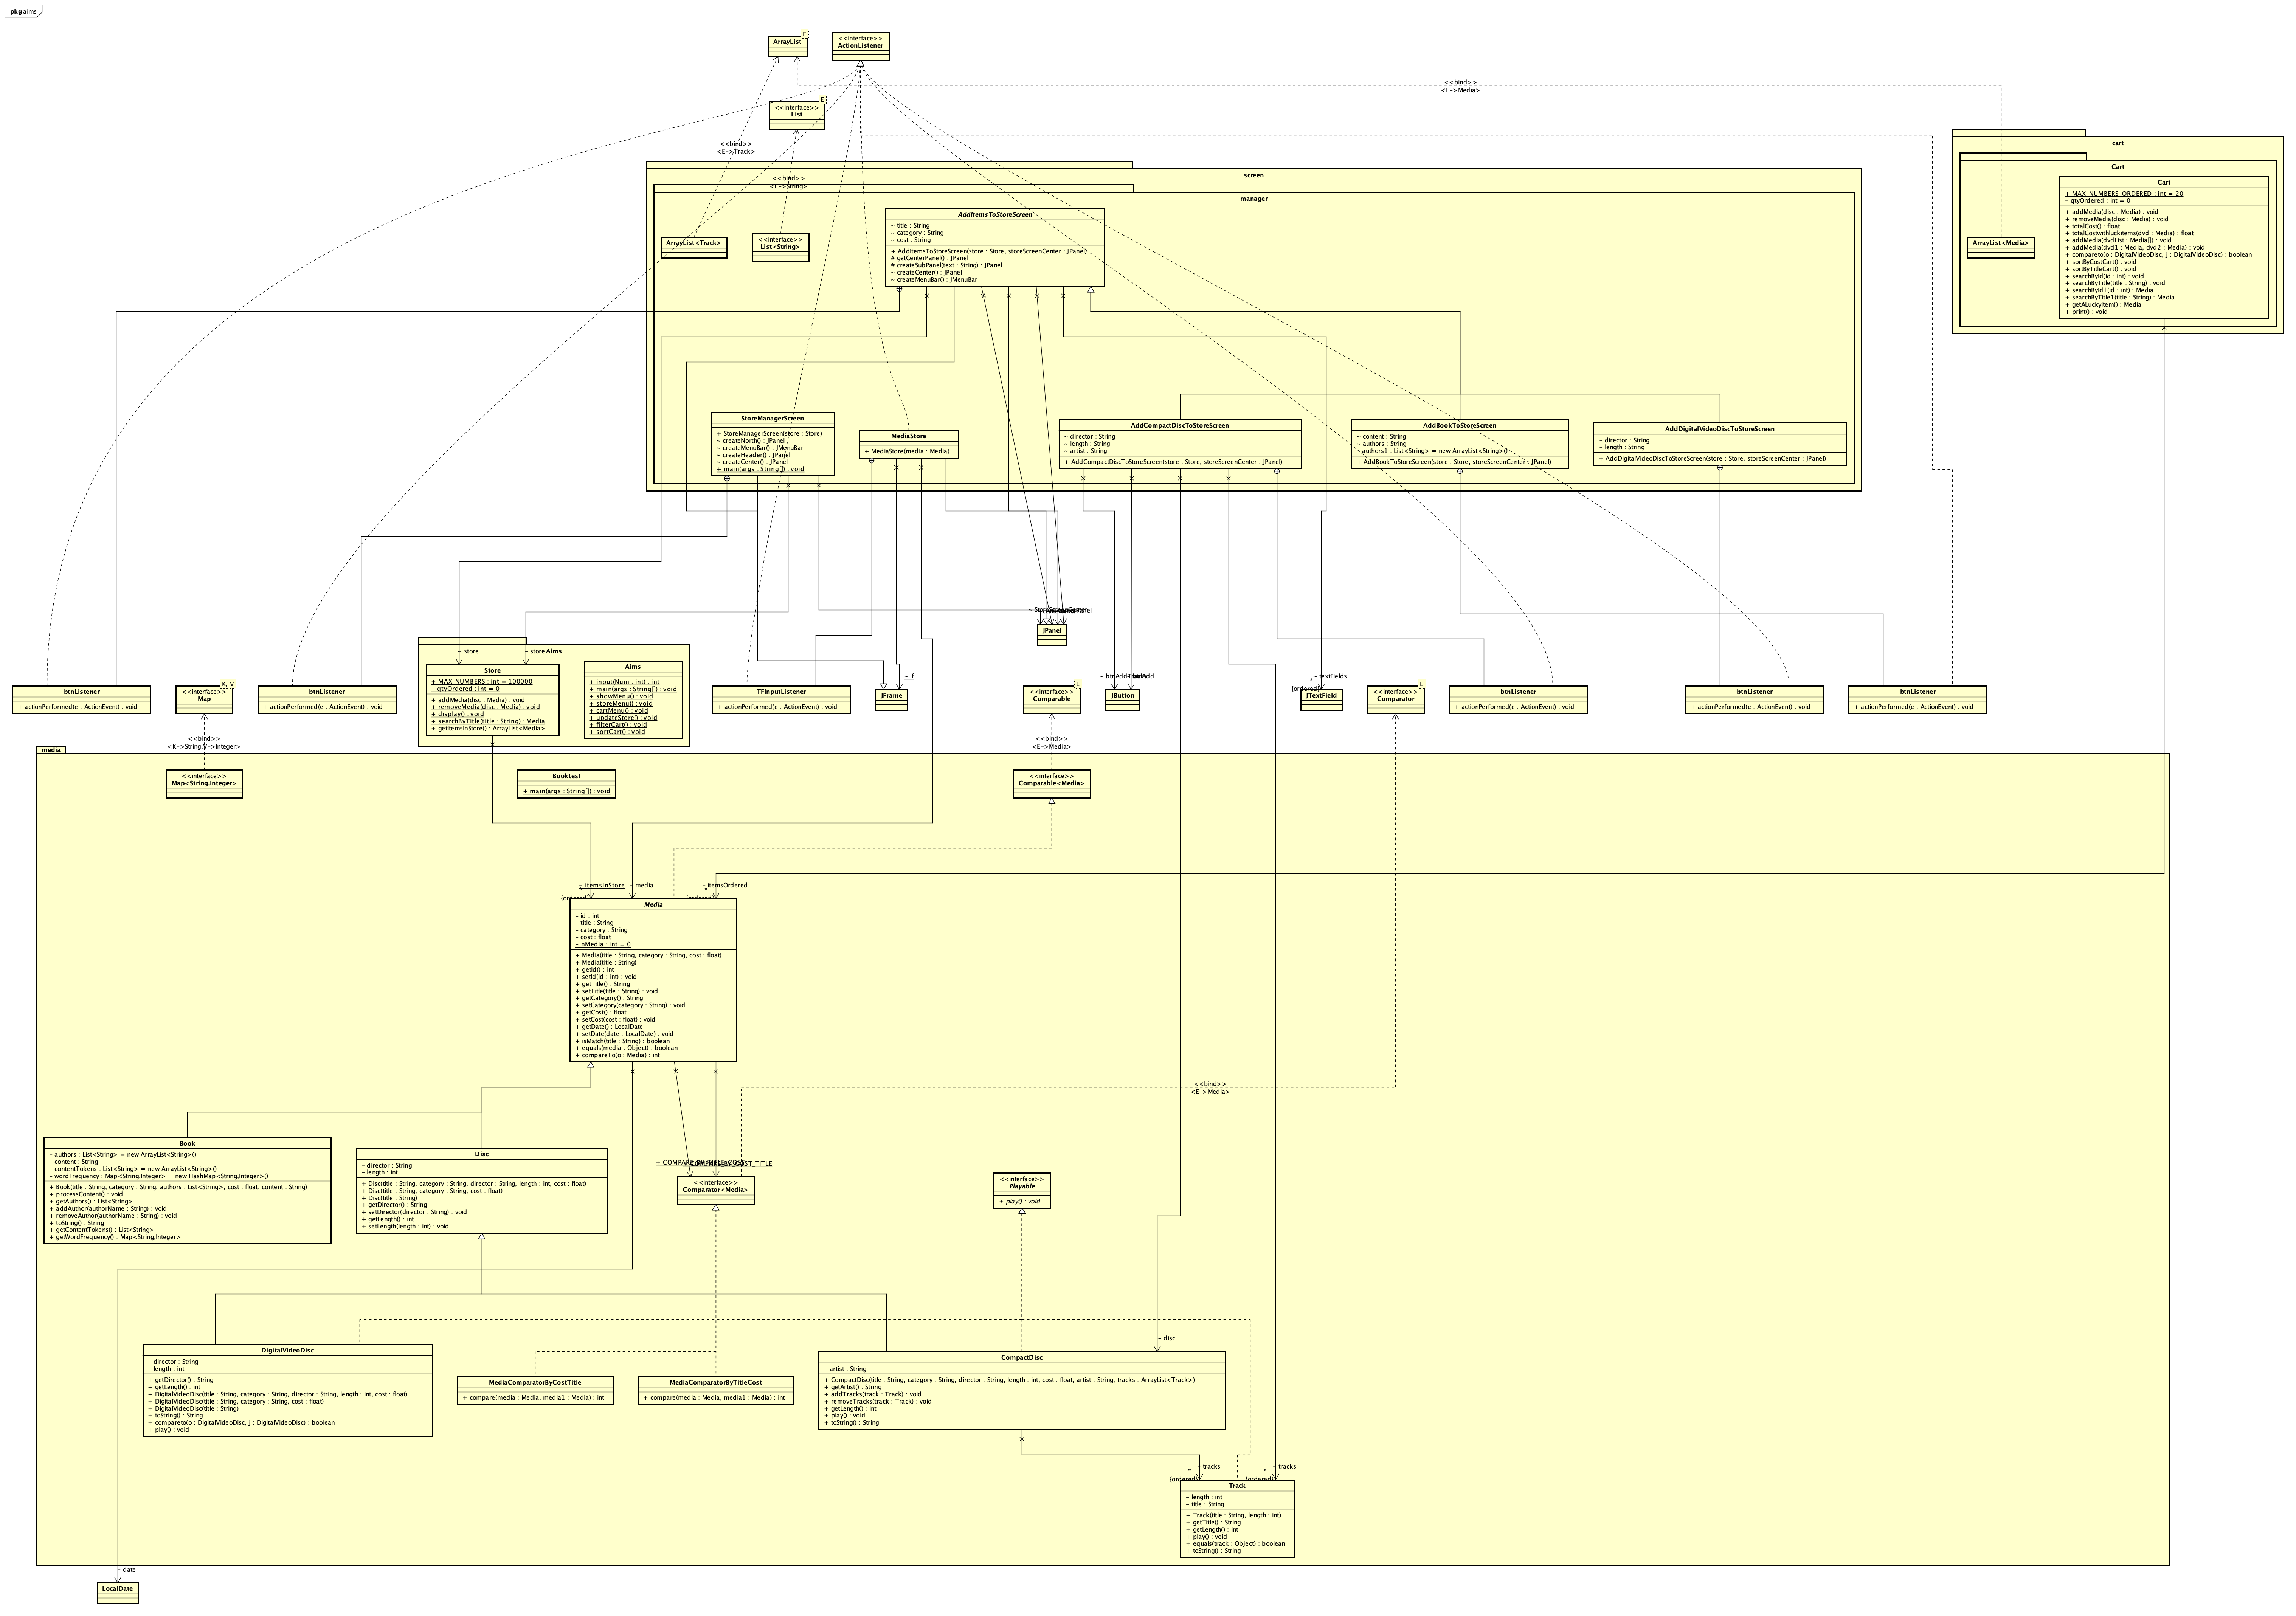 pkg aims
E
ArrayList
<<interface>>
ActionListener
<<bind>>
<E->Media>
E
<<interface>>
List
<<bind>>
<E->Track>
<<bind>>
<E->String>
screen
manager
ArrayList<Track>
<<interface>>
List<String>
AddItemsToStoreScreen
~ title : String
~ category : String
~ cost : String
+ AddItemsToStoreScreen(store : Store, storeScreenCenter : JPanel)
# getCenterPanel() : JPanel
# createSubPanel(text : String) : JPanel
~ createCenter() : JPanel
~ createMenuBar() : JMenuBar
cart
Cart
ArrayList<Media>
Cart
+ MAX_NUMBERS_ORDERED : int = 20
- qtyOrdered : int = 0
+ addMedia(disc : Media) : void
+ removeMedia(disc : Media) : void
+ totalCost() : float
+ totalCostwithluckitems(dvd : Media) : float
+ addMedia(dvdList : Media[]) : void
+ addMedia(dvd1 : Media, dvd2 : Media) : void
+ compareto(o : DigitalVideoDisc, j : DigitalVideoDisc) : boolean
+ sortByCostCart() : void
+ sortByTitleCart() : void
+ searchById(id : int) : void
+ searchByTitle(title : String) : void
+ searchById1(id : int) : Media
+ searchByTitle1(title : String) : Media
+ getALuckyItem() : Media
+ print() : void
StoreManagerScreen
+ StoreManagerScreen(store : Store)
~ createNorth() : JPanel
~ createMenuBar() : JMenuBar
~ createHeader() : JPanel
~ createCenter() : JPanel
+ main(args : String[]) : void
MediaStore
+ MediaStore(media : Media)
AddCompactDiscToStoreScreen
~ director : String
~ length : String
~ artist : String
+ AddCompactDiscToStoreScreen(store : Store, storeScreenCenter : JPanel)
AddBookToStoreScreen
~ content : String
~ authors : String
~ authors1 : List<String> = new ArrayList<String>()
+ AddBookToStoreScreen(store : Store, storeScreenCenter : JPanel)
AddDigitalVideoDiscToStoreScreen
~ director : String
~ length : String
+ AddDigitalVideoDiscToStoreScreen(store : Store, storeScreenCenter : JPanel)
JPanel
btnListener
+ actionPerformed(e : ActionEvent) : void
K, V
<<interface>>
Map
btnListener
+ actionPerformed(e : ActionEvent) : void
- store
- store
Aims
Store
+ MAX_NUMBERS : int = 100000
- qtyOrdered : int = 0
+ addMedia(disc : Media) : void
+ removeMedia(disc : Media) : void
+ display() : void
+ searchByTitle(title : String) : Media
+ getItemsInStore() : ArrayList<Media>
Aims
+ input(Num : int) : int
+ main(args : String[]) : void
+ showMenu() : void
+ storeMenu() : void
+ cartMenu() : void
+ updateStore() : void
+ filterCart() : void
+ sortCart() : void
TFInputListener
+ actionPerformed(e : ActionEvent) : void
~ f
JFrame
E
<<interface>>
Comparable
JButton
~ textFields
*
{ordered}
JTextField
E
<<interface>>
Comparator
btnListener
+ actionPerformed(e : ActionEvent) : void
btnListener
+ actionPerformed(e : ActionEvent) : void
btnListener
+ actionPerformed(e : ActionEvent) : void
<<bind>>
<K->String,V->Integer>
<<bind>>
<E->Media>
media
<<interface>>
Map<String,Integer>
Booktest
+ main(args : String[]) : void
<<interface>>
Comparable<Media>
- itemsInStore
*
- media
- itemsOrdered
*
Media
- id : int
- title : String
- category : String
- cost : float
- nMedia : int = 0
+ Media(title : String, category : String, cost : float)
+ Media(title : String)
+ getId() : int
+ setId(id : int) : void
+ getTitle() : String
+ setTitle(title : String) : void
+ getCategory() : String
+ setCategory(category : String) : void
+ getCost() : float
+ setCost(cost : float) : void
+ getDate() : LocalDate
+ setDate(date : LocalDate) : void
+ isMatch(title : String) : boolean
+ equals(media : Object) : boolean
+ compareTo(o : Media) : int
<<bind>>
<E->Media>
Book
- authors : List<String> = new ArrayList<String>()
- content : String
- contentTokens : List<String> = new ArrayList<String>()
- wordFrequency : Map<String,Integer> = new HashMap<String,Integer>()
+ Book(title : String, category : String, authors : List<String>, cost : float, content : String)
+ processContent() : void
+ getAuthors() : List<String>
+ addAuthor(authorName : String) : void
+ removeAuthor(authorName : String) : void
+ toString() : String
+ getContentTokens() : List<String>
+ getWordFrequency() : Map<String,Integer>
Disc
- director : String
- length : int
+ Disc(title : String, category : String, director : String, length : int, cost : float)
+ Disc(title : String, category : String, cost : float)
+ Disc(title : String)
+ getDirector() : String
+ setDirector(director : String) : void
+ getLength() : int
+ setLength(length : int) : void
<<interface>>
Comparator<Media>
<<interface>>
Playable
+ play() : void
DigitalVideoDisc
- director : String
- length : int
+ getDirector() : String
+ getLength() : int
+ DigitalVideoDisc(title : String, category : String, director : String, length : int, cost : float)
+ DigitalVideoDisc(title : String, category : String, cost : float)
+ DigitalVideoDisc(title : String)
+ toString() : String
+ compareto(o : DigitalVideoDisc, j : DigitalVideoDisc) : boolean
+ play() : void
MediaComparatorByCostTitle
+ compare(media : Media, media1 : Media) : int
MediaComparatorByTitleCost
+ compare(media : Media, media1 : Media) : int
~ disc
CompactDisc
- artist : String
+ CompactDisc(title : String, category : String, director : String, length : int, cost : float, artist : String, tracks : ArrayList<Track>)
+ getArtist() : String
+ addTracks(track : Track) : void
+ removeTracks(track : Track) : void
+ getLength() : int
+ play() : void
+ toString() : String
- tracks
*
{ordered}
~ tracks
*
{ordered}
Track
- length : int
- title : String
+ Track(title : String, length : int)
+ getTitle() : String
+ getLength() : int
+ play() : void
+ equals(track : Object) : boolean
+ toString() : String
- date
LocalDate